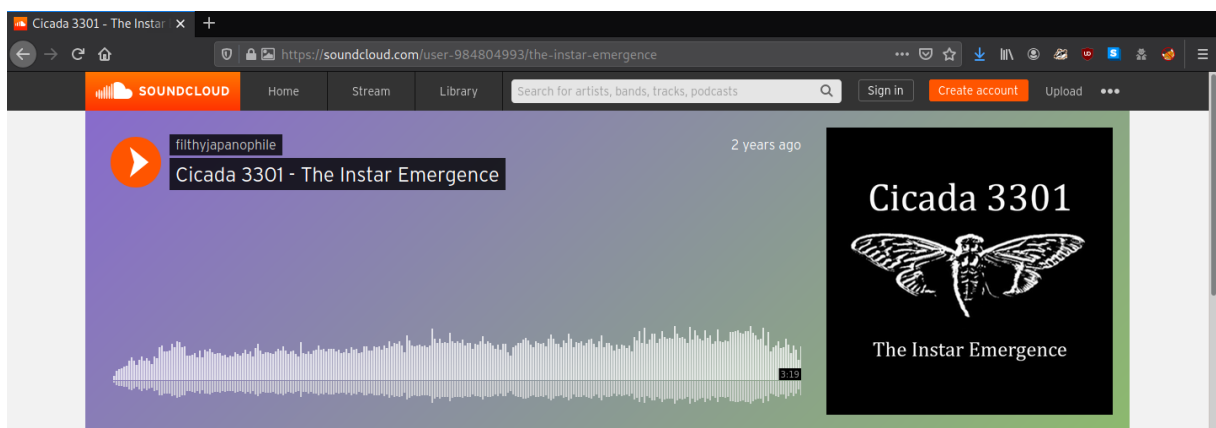 Cicada 3301 - The Instar
https://soundcloud.com/user-984804993/the-instar-emergence
SOUNDCLOUD Home Stream Library Search for artists, bands, tracks, podcasts Sign in Create account Upload
filthyjapanophile 2 years ago
Cicada 3301 - The Instar Emergence
3:19
Cicada 3301
The Instar Emergence